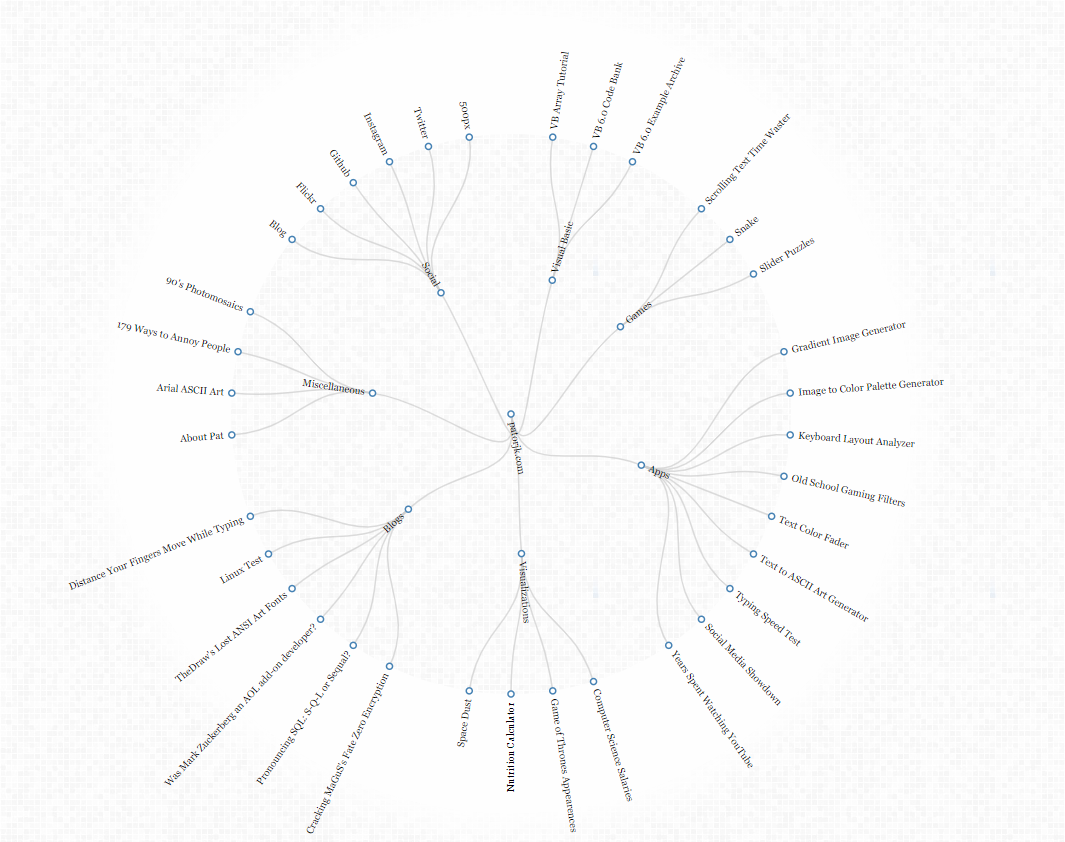 patorjk.com
Visual Basic
VB Array Tutorial
VB 6.0 Code Bank
VB 6.0 Example Archive
Games
Scrolling Text Time Waster
Snake
Slider Puzzles
Apps
Gradient Image Generator
Image to Color Palette Generator
Keyboard Layout Analyzer
Old School Gaming Filters
Text Color Fader
Text to ASCII Art Generator
Typing Speed Test
Social Media Showdown
Years Spent Watching YouTube
Visualizations
Computer Science Salaries
Game of Thrones Appearences
Nutrition Calculator
Space Dust
Blogs
Cracking MaGuS's Fate Zero Encryption
Pronouncing SQL: S-Q-L or Sequal?
Was Mark Zuckerberg an AOL add-on developer?
TheDraw's Lost ANSI Art Fonts
Linux Test
Distance Your Fingers Move While Typing
Miscellaneous
About Pat
Arial ASCII Art
179 Ways to Annoy People
90's Photomosaics
Social
Blog
Flickr
Github
Instagram
Twitter
500px